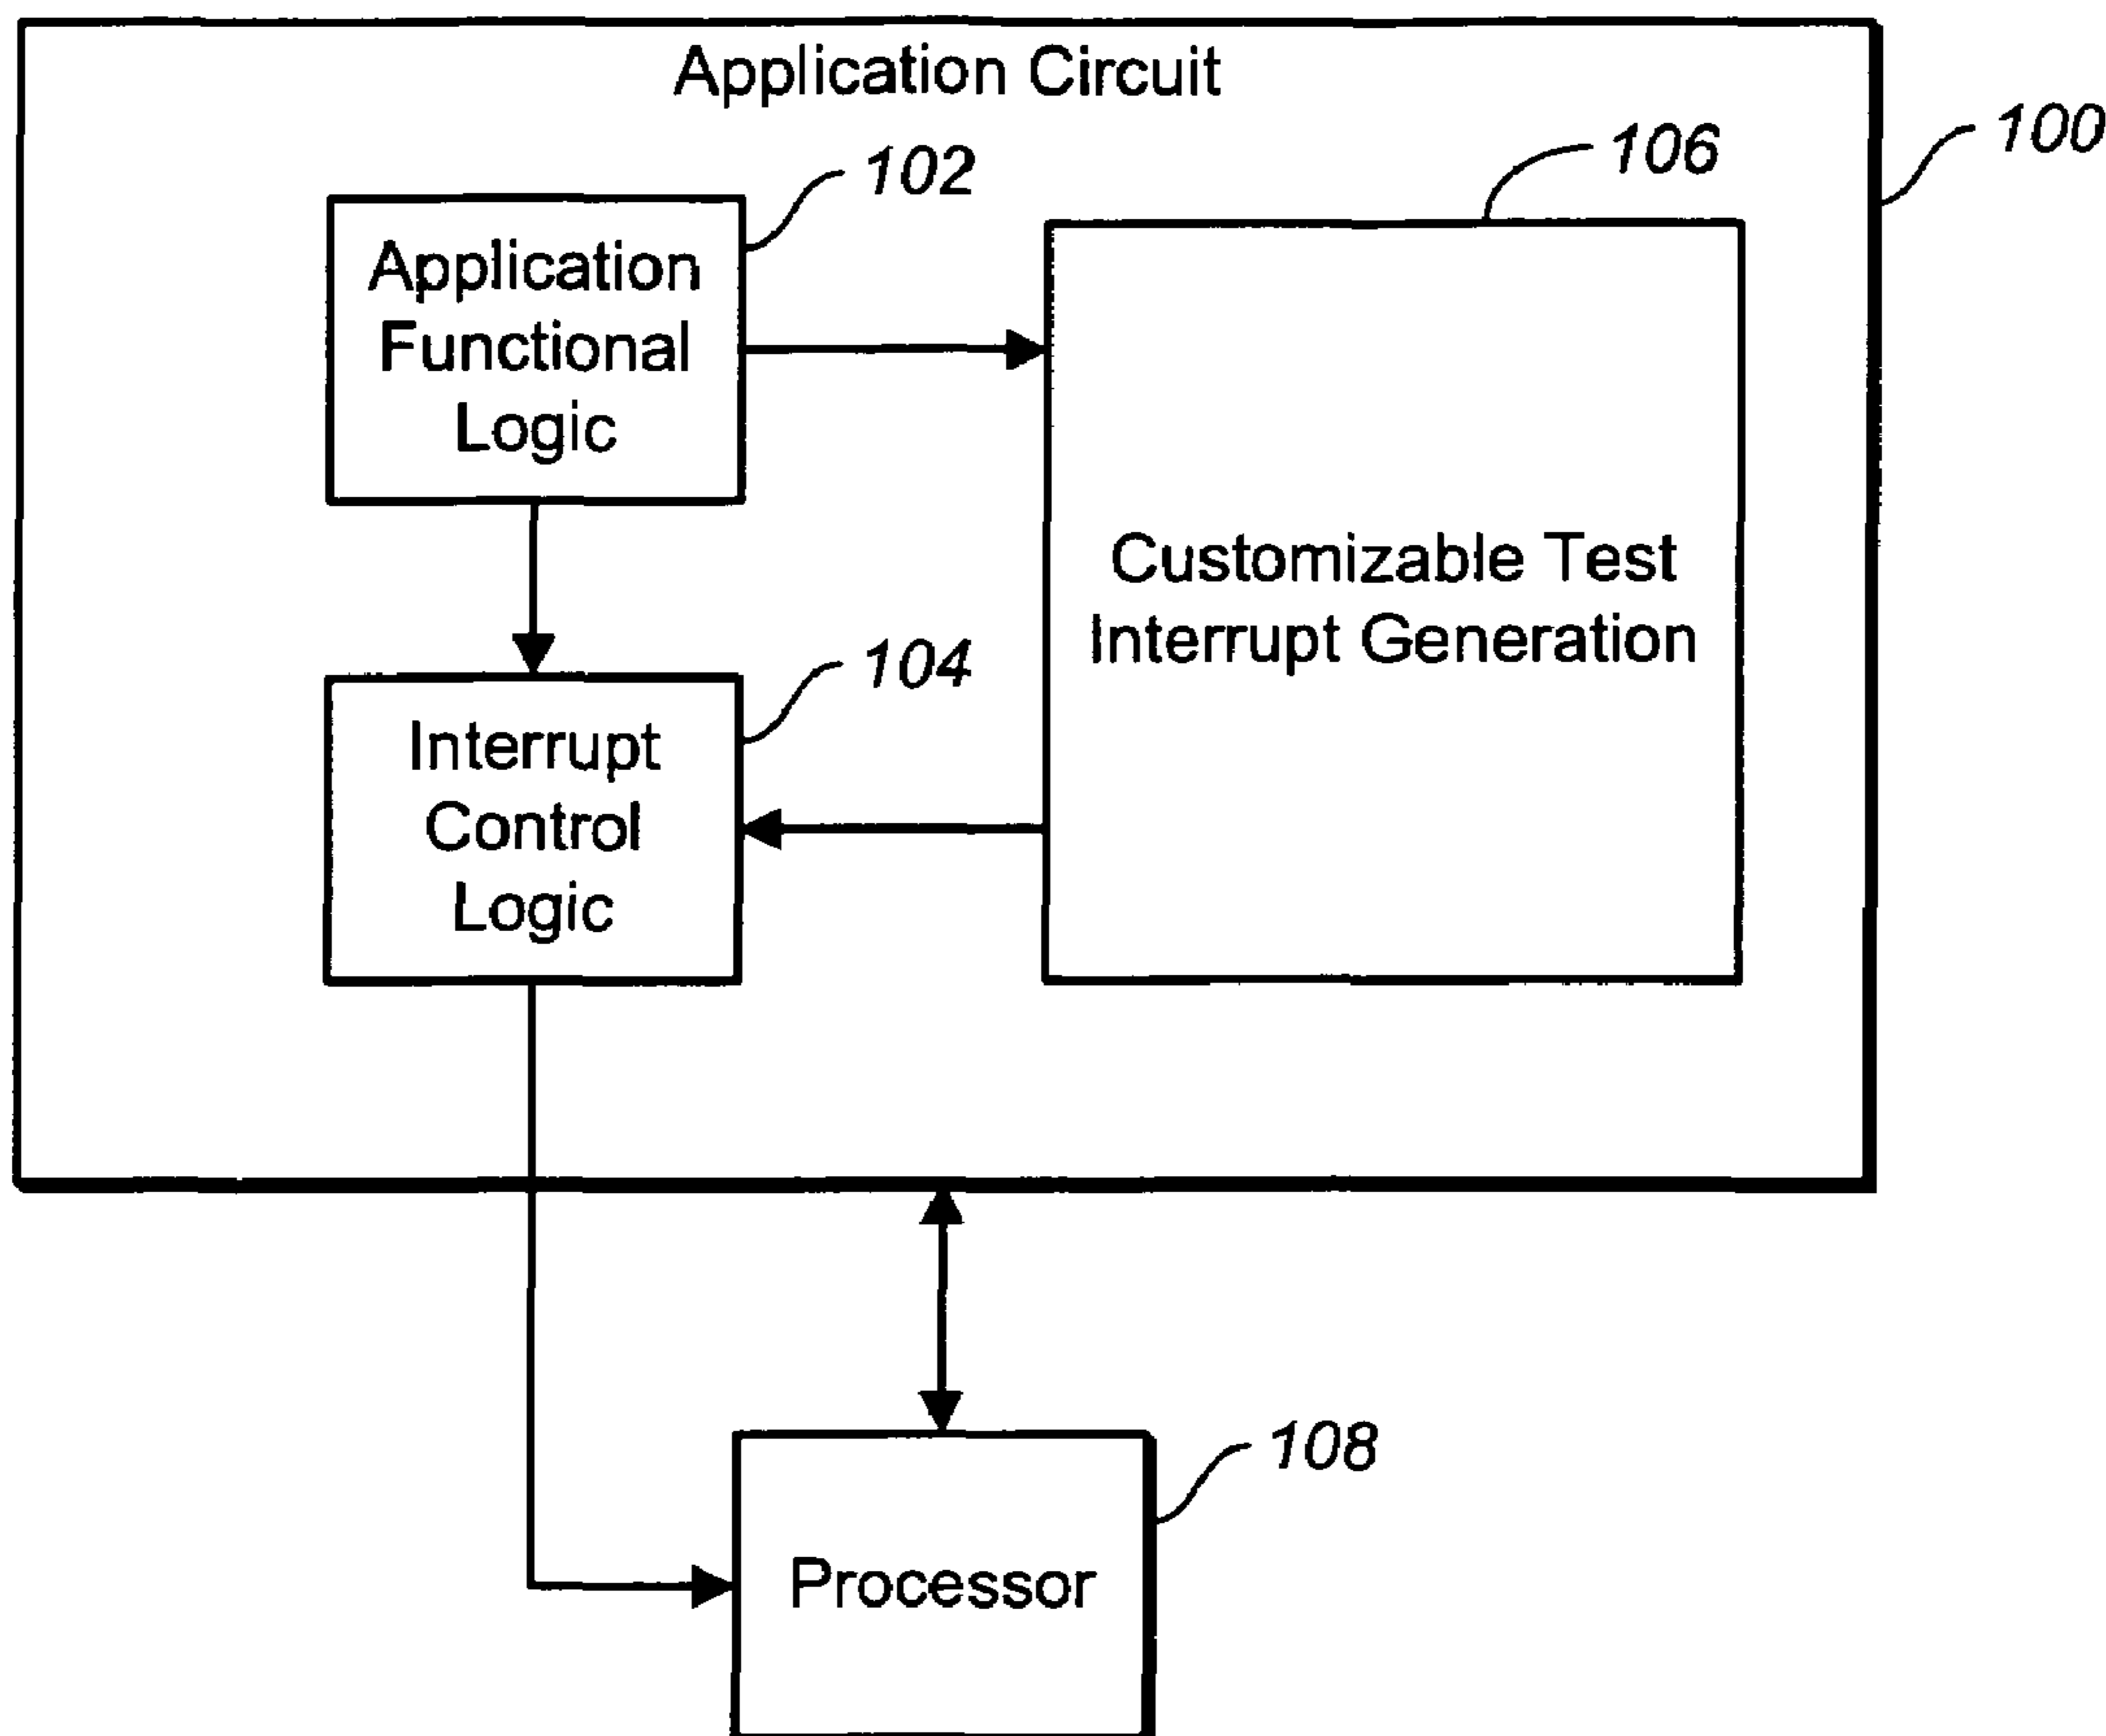 Application Circuit
100
102
106
Application
Functional
Logic
Customizable Test
Interrupt Generation
104
Interrupt
Control
Logic
108
Processor